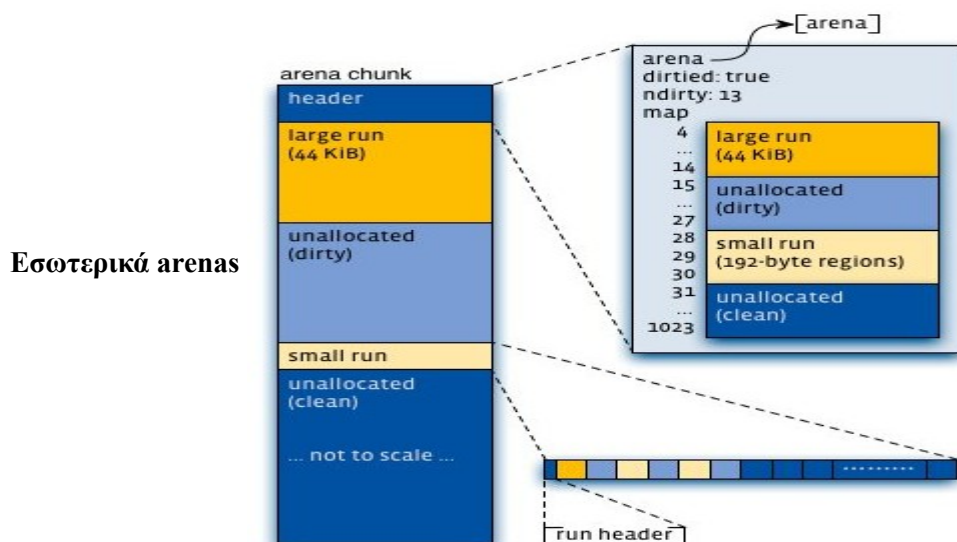 Εσωτερικά arenas
arena chunk
header
large run
(44 KiB)
unallocated
(dirty)
small run
unallocated
(clean)
... not to scale ...
[arena]
arena
dirtied: true
ndirty: 13
map
4
...
14
15
...
27
28
29
30
31
...
1023
large run
(44 KiB)
unallocated
(dirty)
small run
(192-byte regions)
unallocated
(clean)
run header